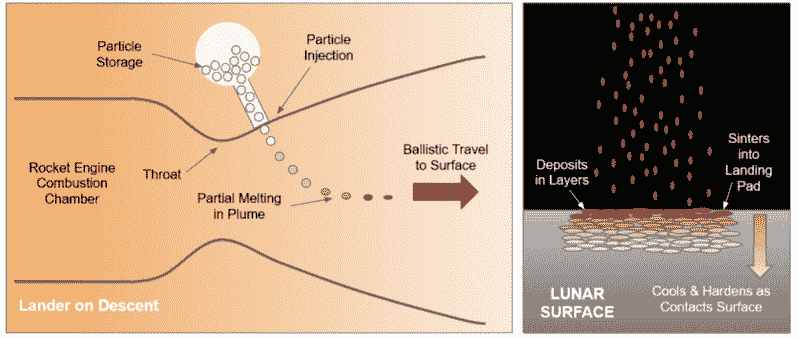 Particle
Storage
Particle
Injection
Rocket Engine
Combustion
Chamber
Throat
Partial Melting
in Plume
Ballistic Travel
to Surface
Lander on Descent
Deposits
in Layers
Sinters
into
Landing
Pad
LUNAR
SURFACE
Cools & Hardens as
Contacts Surface